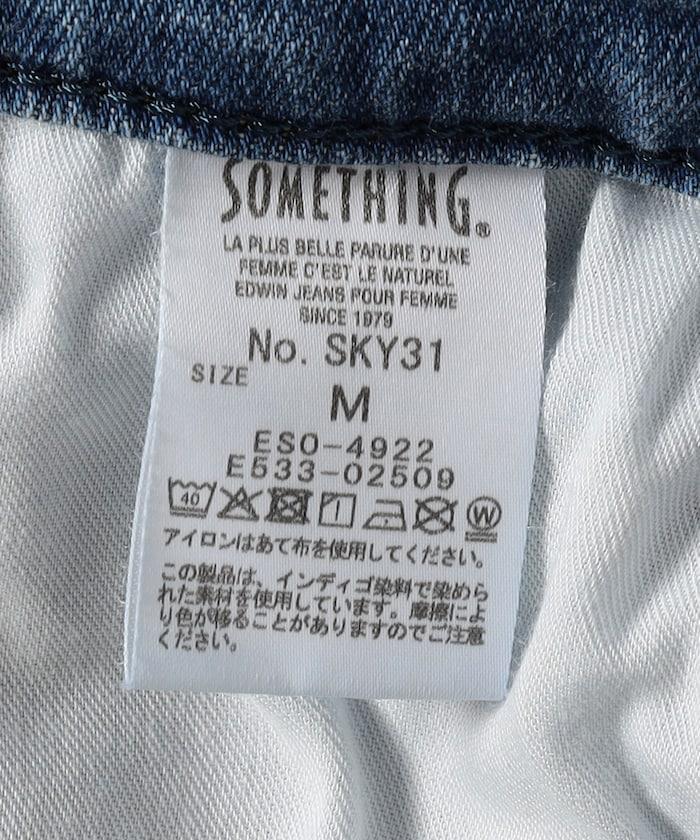 SOMETHING®
LA PLUS BELLE PARURE D'UNE
FEMME C'EST LE NATUREL
EDWIN JEANS POUR FEMME
SINCE 1979
No. SKY31
SIZE
M
ESO-4922
E533-02509
40 W
アイロンはあて布を使用してください。
この製品は、インディゴ染料で染めら
れた素材を使用しています。摩擦によ
り色が移ることがありますのでご注意
ください。